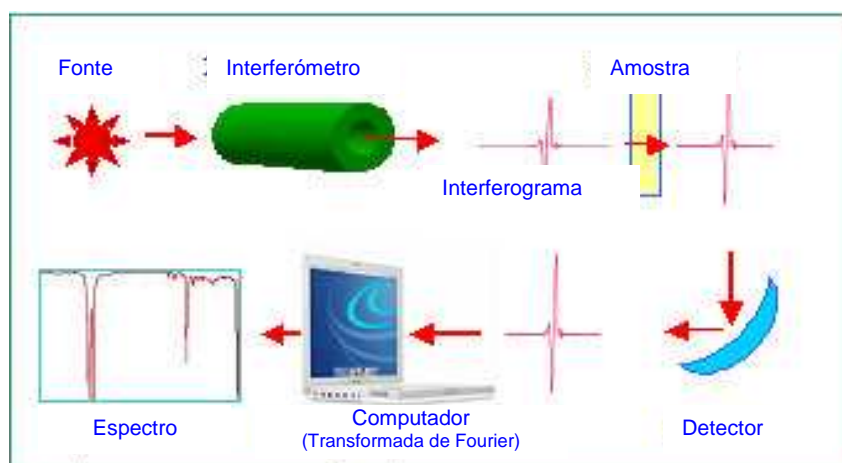 Fonte
Interferómetro
Amostra
Interferograma
Espectro
Computador
(Transformada de Fourier)
Detector